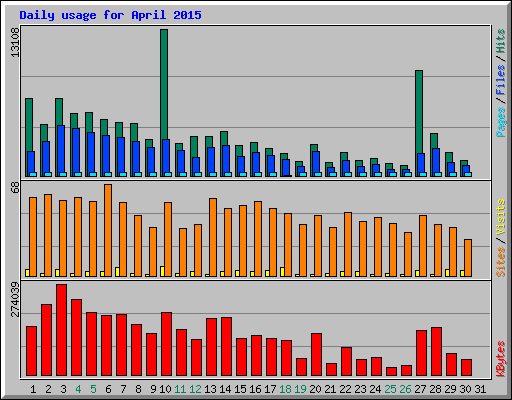 Daily usage for April 2015
13108
Pages / Files / Hits
68
Sites / Visits
274039
KBytes
1 2 3 4 5 6 7 8 9 10 11 12 13 14 15 16 17 18 19 20 21 22 23 24 25 26 27 28 29 30 31